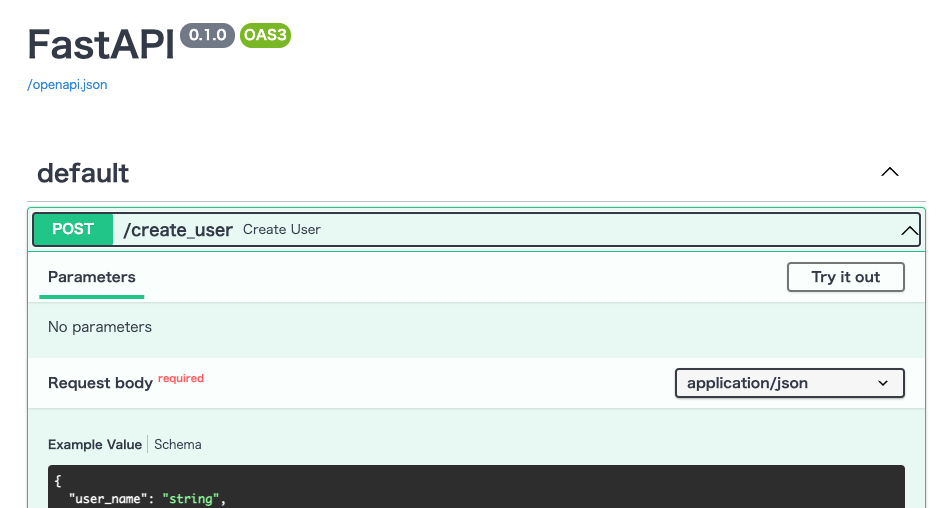 FastAPI 0.1.0 OAS3
/openapi.json
default
POST /create_user Create User
Parameters Try it out
No parameters
Request body required application/json
Example Value Schema
{
"user_name": "string",